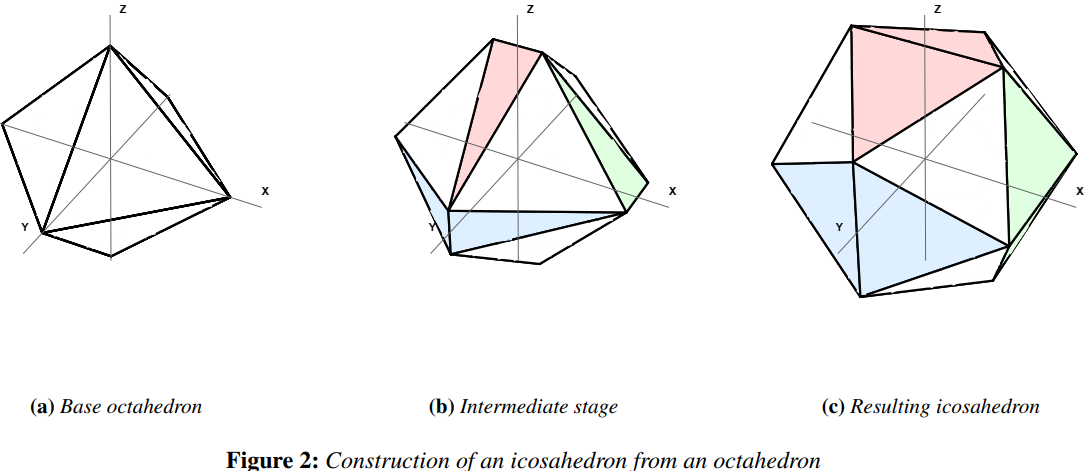 Z
X
Y
Z
X
Y
Z
X
Y
(a) Base octahedron
(b) Intermediate stage
(c) Resulting icosahedron
Figure 2: Construction of an icosahedron from an octahedron